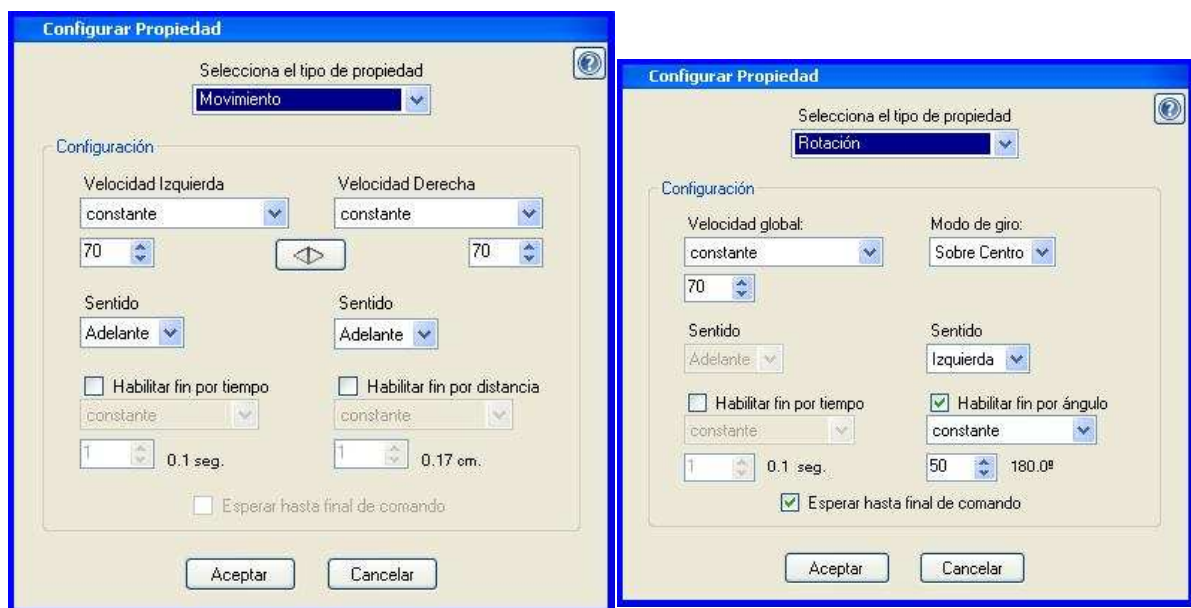 Configurar Propiedad
Selecciona el tipo de propiedad
Movimiento
Configuración
Velocidad Izquierda Velocidad Derecha
constante constante
70 70
Sentido Sentido
Adelante Adelante
Habilitar fin por tiempo Habilitar fin por distancia
constante constante
1 0.1 seg. 1 0.17 cm.
Esperar hasta final de comando
Aceptar Cancelar
Configurar Propiedad
Selecciona el tipo de propiedad
Rotación
Configuración
Velocidad global: Modo de giro:
constante Sobre Centro
70
Sentido Sentido
Adelante Izquierda
Habilitar fin por tiempo Habilitar fin por ángulo
constante constante
1 0.1 seg. 50 180.0º
Esperar hasta final de comando
Aceptar Cancelar